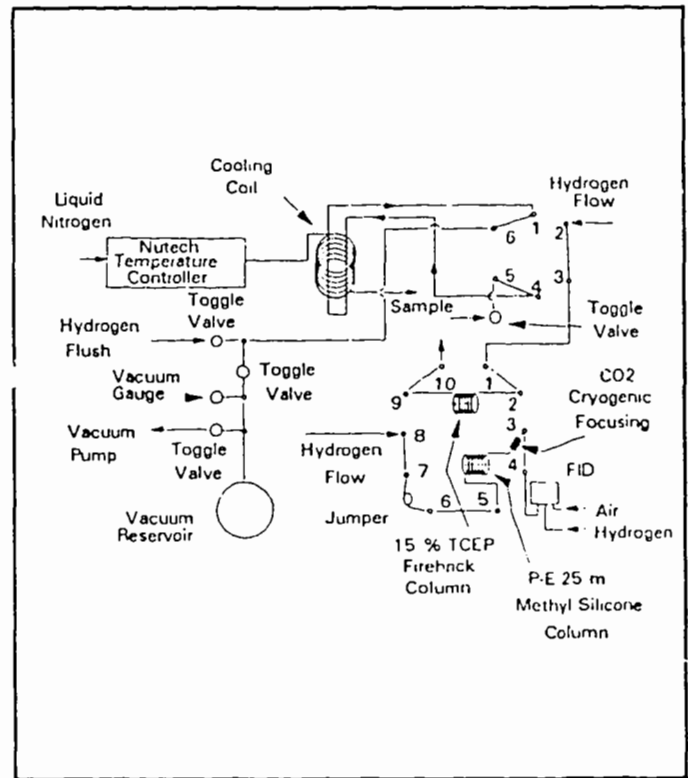 Cooling
Coil
Liquid
Nitrogen
Hydrogen
Flow
Nutech
Temperature
Controller
1
2
6
5
4
3
Toggle
Valve
Sample
Toggle
Valve
Hydrogen
Flush
Toggle
Valve
Vacuum
Gauge
10
1
9
2
CO2
Cryogenic
Focusing
Vacuum
Pump
Toggle
Valve
Hydrogen
Flow
8
3
7
4
FID
Vacuum
Reservoir
Jumper
6
5
Air
Hydrogen
15 % TCEP
Firebrick
Column
P-E 25 m
Methyl Silicone
Column